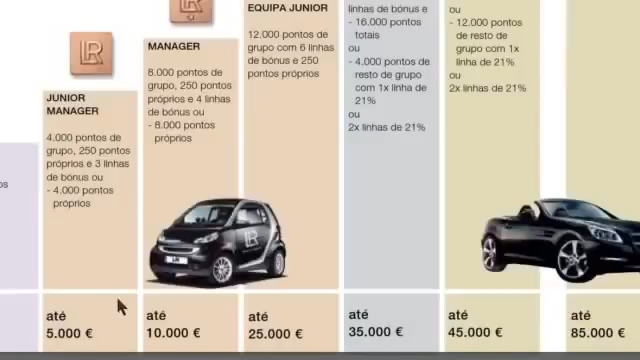 os
LR
JUNIOR
MANAGER
4.000 pontos de
grupo, 250 pontos
próprios e 3 linhas
de bónus ou
- 4.000 pontos
próprios
até
5.000 €
LR
MANAGER
8.000 pontos de
grupo, 250 pontos
próprios e 4 linhas
de bónus ou
- 8.000 pontos
próprios
LR
até
10.000 €
EQUIPA JUNIOR
12.000 pontos de
grupo com 6 linhas
de bónus e 250
pontos próprios
até
25.000 €
linhas de bónus e
- 16.000 pontos
totais
ou
- 4.000 pontos de
resto de grupo
com 1x linha de
21%
ou
2x linhas de 21%
até
35.000 €
ou
- 12.000 pontos
de resto de
grupo com 1x
linha de 21%
ou
2x linhas de 21%
até
45.000 €
até
85.000 €